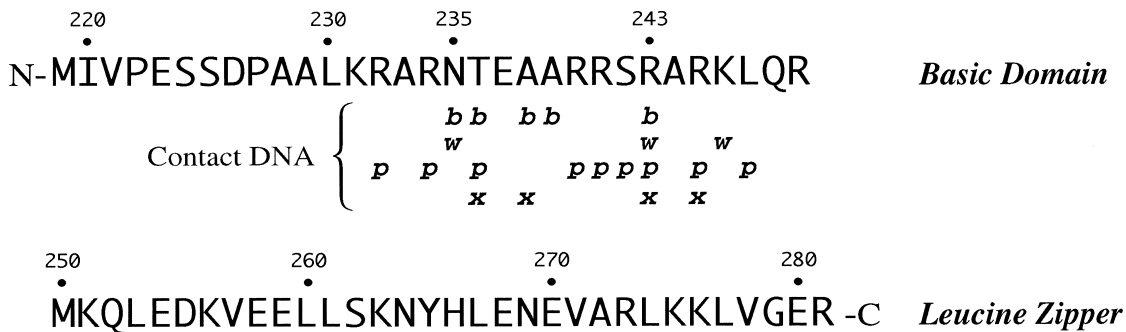 220 230 235 243
N-MIVPESSDPAALKRARNTEAARRSRARKLQR Basic Domain
b b b b b
w w w
Contact DNA
p p p p p p p p p
x x x x
250 260 270 280
MKQLEDKVEELLSKNYHLENEVARLKKLVGER -C Leucine Zipper